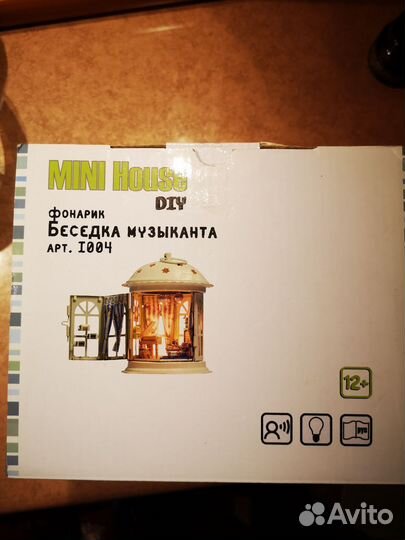 MINI House
DIY
фонарик
Беседка музыканта
арт. I004
12+
Avito